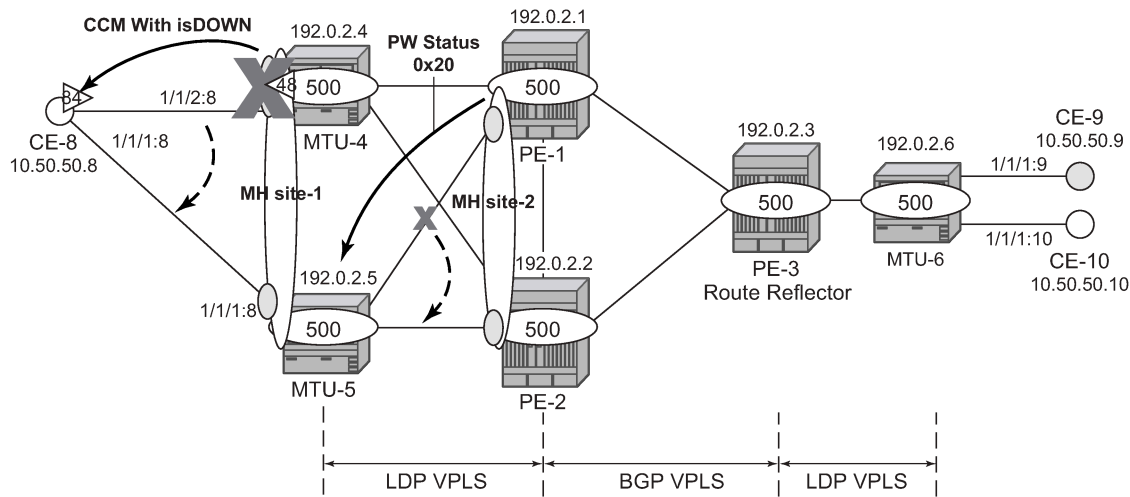 CCM With isDOWN
192.0.2.4
PW Status
0x20
192.0.2.1
84
48
500
500
1/1/2:8
CE-8
10.50.50.8
1/1/1:8
MTU-4
PE-1
192.0.2.3
192.0.2.6
CE-9
10.50.50.9
1/1/1:9
MH site-1
MH site-2
X
500
500
1/1/1:10
CE-10
10.50.50.10
MTU-6
PE-3
Route Reflector
192.0.2.5
192.0.2.2
1/1/1:8
500
500
MTU-5
PE-2
LDP VPLS
BGP VPLS
LDP VPLS